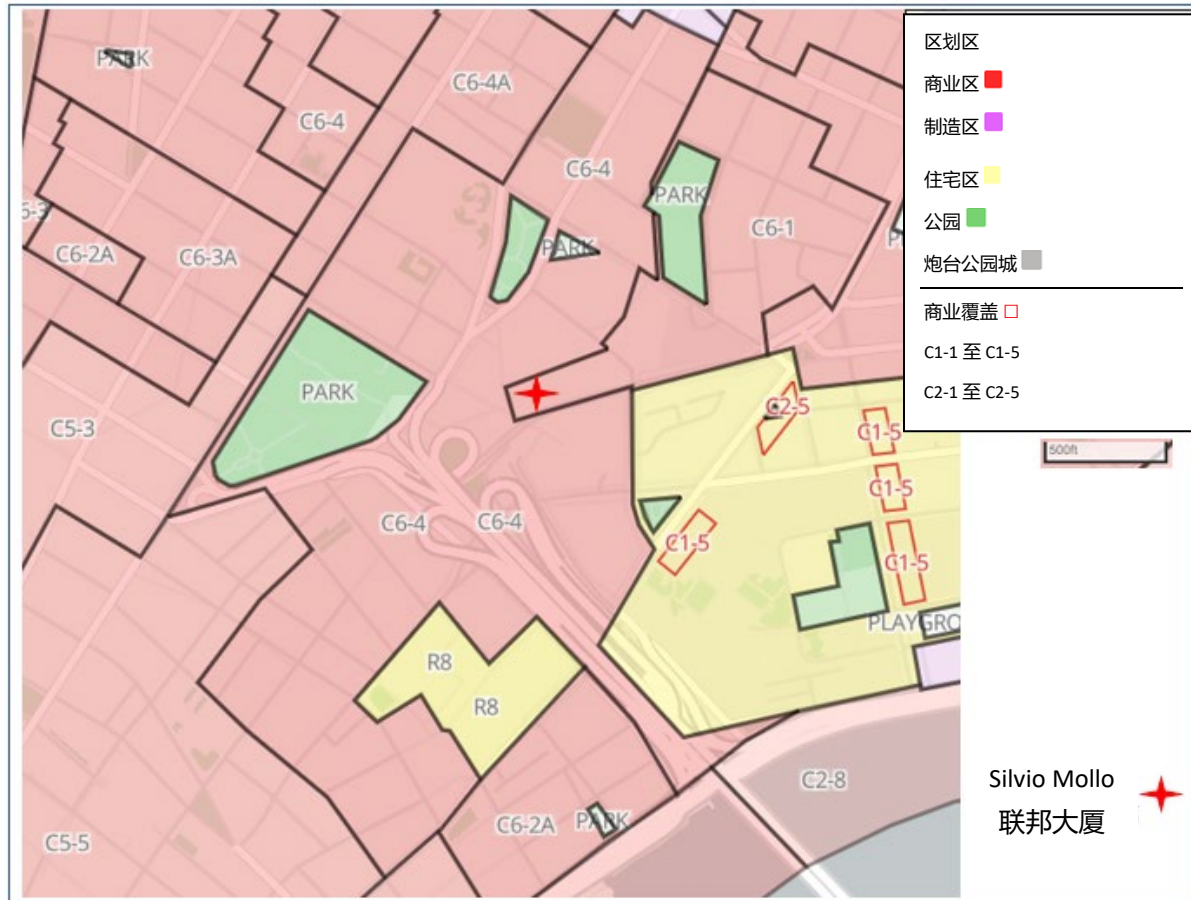 区划区
商业区
制造区
住宅区
公园
炮台公园城
商业覆盖
C1-1 至 C1-5
C2-1 至 C2-5
500ft
PARK
C6-4A
C6-4
C6-4
PARK
C6-1
PARK
C6-2A
C6-3A
PARK
C5-3
C2-5
C1-5
C1-5
C6-4
C6-4
C1-5
C1-5
PLAYGRO
R8
R8
C2-8
C6-2A
PARK
C5-5
Silvio Mollo
联邦大厦